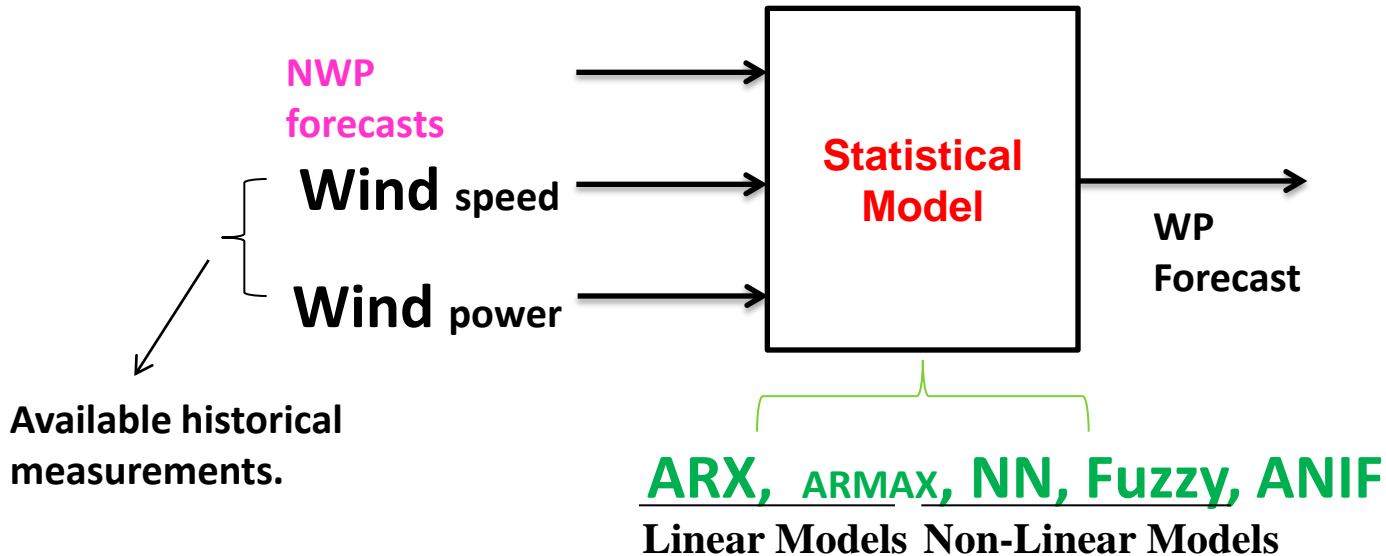 NWP
forecasts
Wind speed
Wind power
Available historical
measurements.
Statistical
Model
WP
Forecast
ARX, ARMAX, NN, Fuzzy, ANIF
Linear Models Non-Linear Models